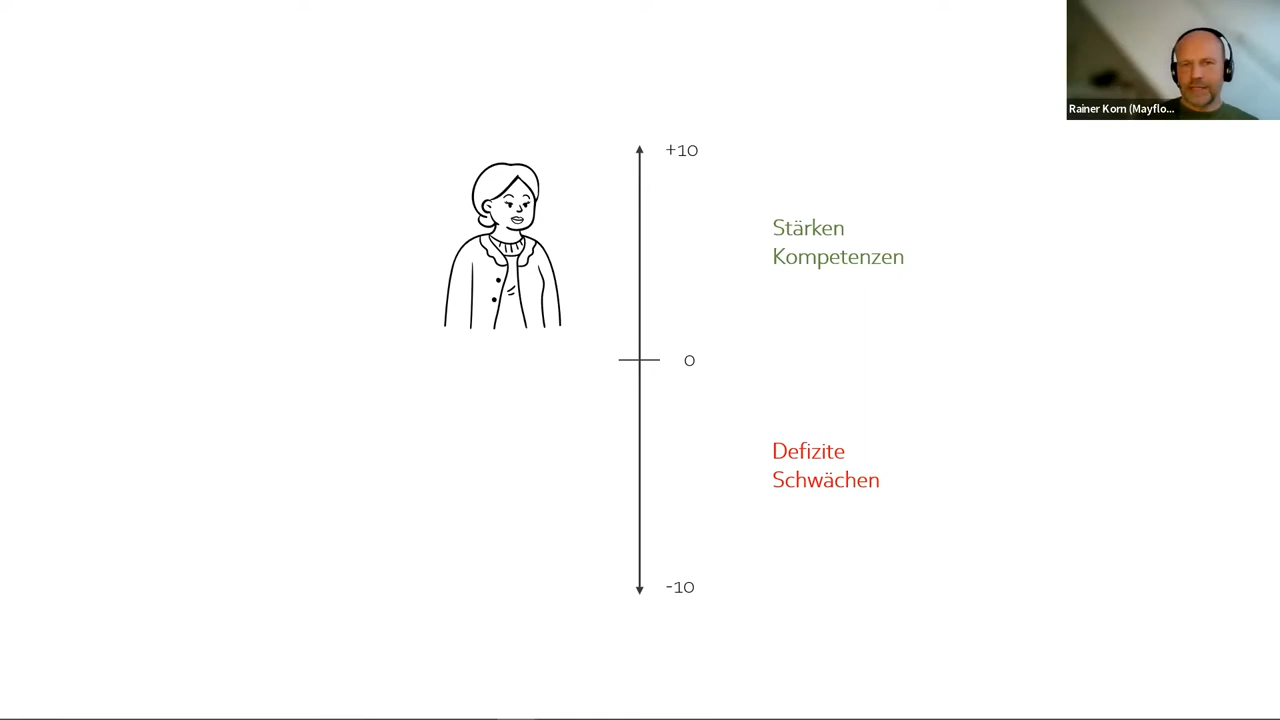 Rainer Korn (Mayflo...
+10
Stärken
Kompetenzen
0
Defizite
Schwächen
-10